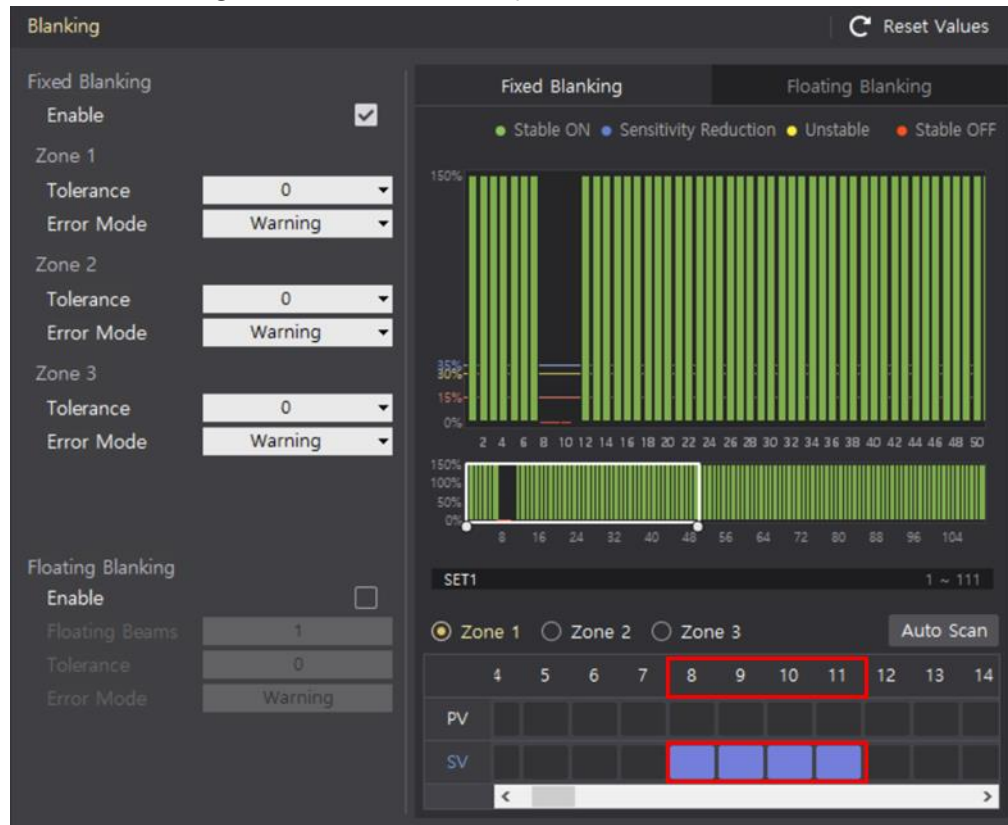 Blanking
Reset Values
Fixed Blanking
Enable
Zone 1
Tolerance 0
Error Mode Warning
Zone 2
Tolerance 0
Error Mode Warning
Zone 3
Tolerance 0
Error Mode Warning
Floating Blanking
Enable
Floating Beams 1
Tolerance 0
Error Mode Warning
Fixed Blanking Floating Blanking
Stable ON Sensitivity Reduction Unstable Stable OFF
150%
35%
30%
15%
0%
2 4 6 8 10 12 14 16 18 20 22 24 26 28 30 32 34 36 38 40 42 44 46 48 50
150%
100%
50%
0%
8 16 24 32 40 48 56 64 72 80 88 96 104
SET1 1 ~ 111
Zone 1 Zone 2 Zone 3 Auto Scan
4 5 6 7 8 9 10 11 12 13 14
PV
SV